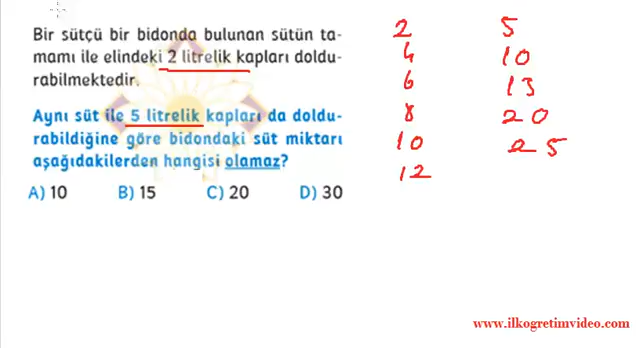 Bir sütçü bir bidonda bulunan sütün ta-
mamı ile elindeki 2 litrelik kapları doldu-
rabilmektedir.
Aynı süt ile 5 litrelik kapları da doldu-
rabildiğine göre bidondaki süt miktarı
aşağıdakilerden hangisi olamaz?
A) 10 B) 15 C) 20 D) 30
2 5
4 10
6 13
8 20
10 25
12
www.ilkogretimvideo.com